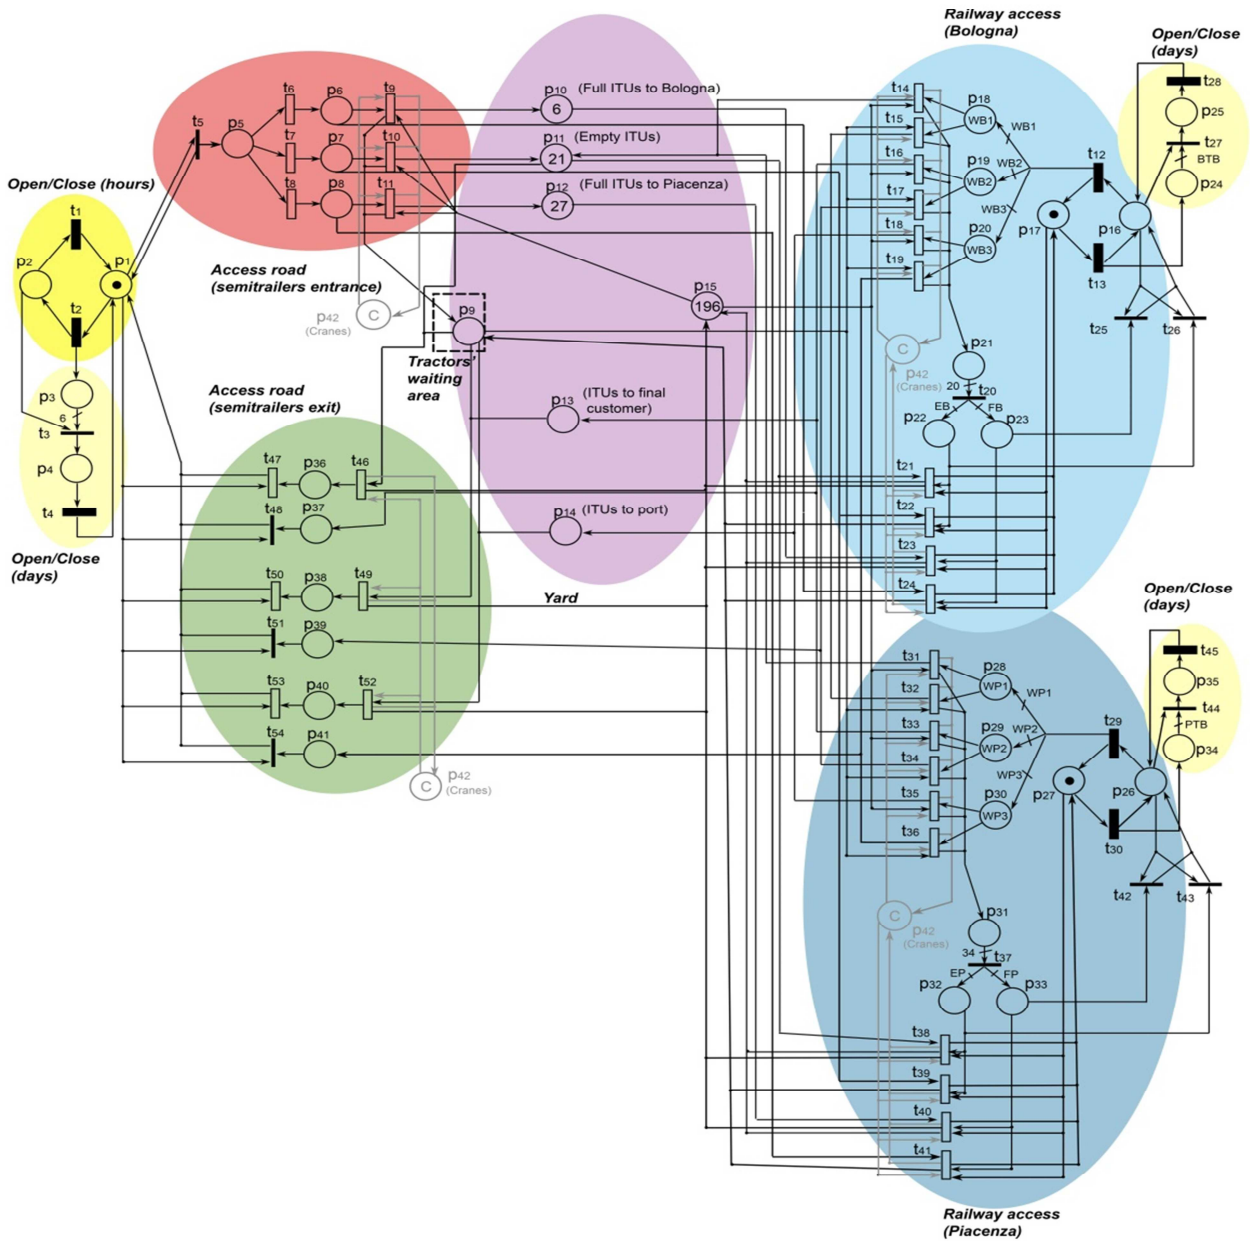 Railway access
(Bologna)
Open/Close
(days)
t28
p25
t27
BTB
p24
t14
t15
t16
t17
t18
t19
p18
WB1
WB1
p19
WB2
WB2
WB3
p20
WB3
t12
p17
p16
t13
t25
t26
t6
p6
t9
t5
p5
t7
p7
t10
t8
p8
t11
p10
(Full ITUs to Bologna)
6
p11
(Empty ITUs)
21
p12
(Full ITUs to Piacenza)
27
Open/Close (hours)
t1
p2
p1
t2
Access road
(semitrailers entrance)
C
p42
(Cranes)
p9
Tractors'
waiting
area
p15
196
C
p42
(Cranes)
p21
20
t20
EB
FB
p22
p23
p3
6
t3
p4
t4
Open/Close
(days)
Access road
(semitrailers exit)
p13
(ITUs to final
customer)
p14
(ITUs to port)
Yard
t47
p36
t46
t48
p37
t50
p38
t49
t51
p39
t53
p40
t52
t54
p41
C
p42
(Cranes)
t21
t22
t23
t24
Open/Close
(days)
t45
p35
t44
PTB
p34
t31
t32
t33
t34
t35
t36
p28
WP1
WP1
p29
WP2
WP2
WP3
p30
WP3
t29
p27
p26
t30
t42
t43
C
p42
(Cranes)
p31
34
t37
EP
FP
p32
p33
t38
t39
t40
t41
Railway access
(Piacenza)